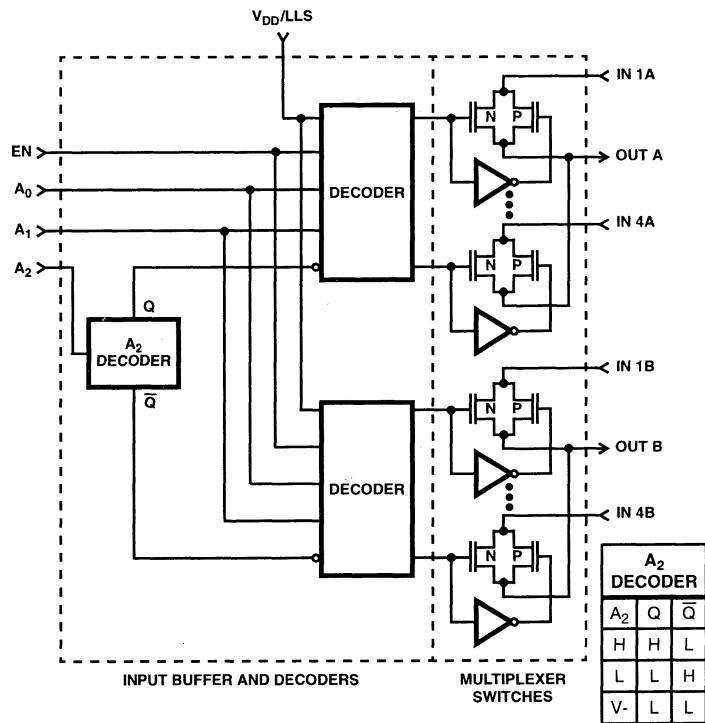 V_DD/LLS
IN 1A
N P
EN
OUT A
A_0
DECODER
A_1
IN 4A
A_2
N P
Q
A_2
DECODER
IN 1B
Q̅
N P
OUT B
DECODER
IN 4B
N P
A_2
DECODER
A_2 Q Q̅
H H L
L L H
V- L L
INPUT BUFFER AND DECODERS
MULTIPLEXER
SWITCHES